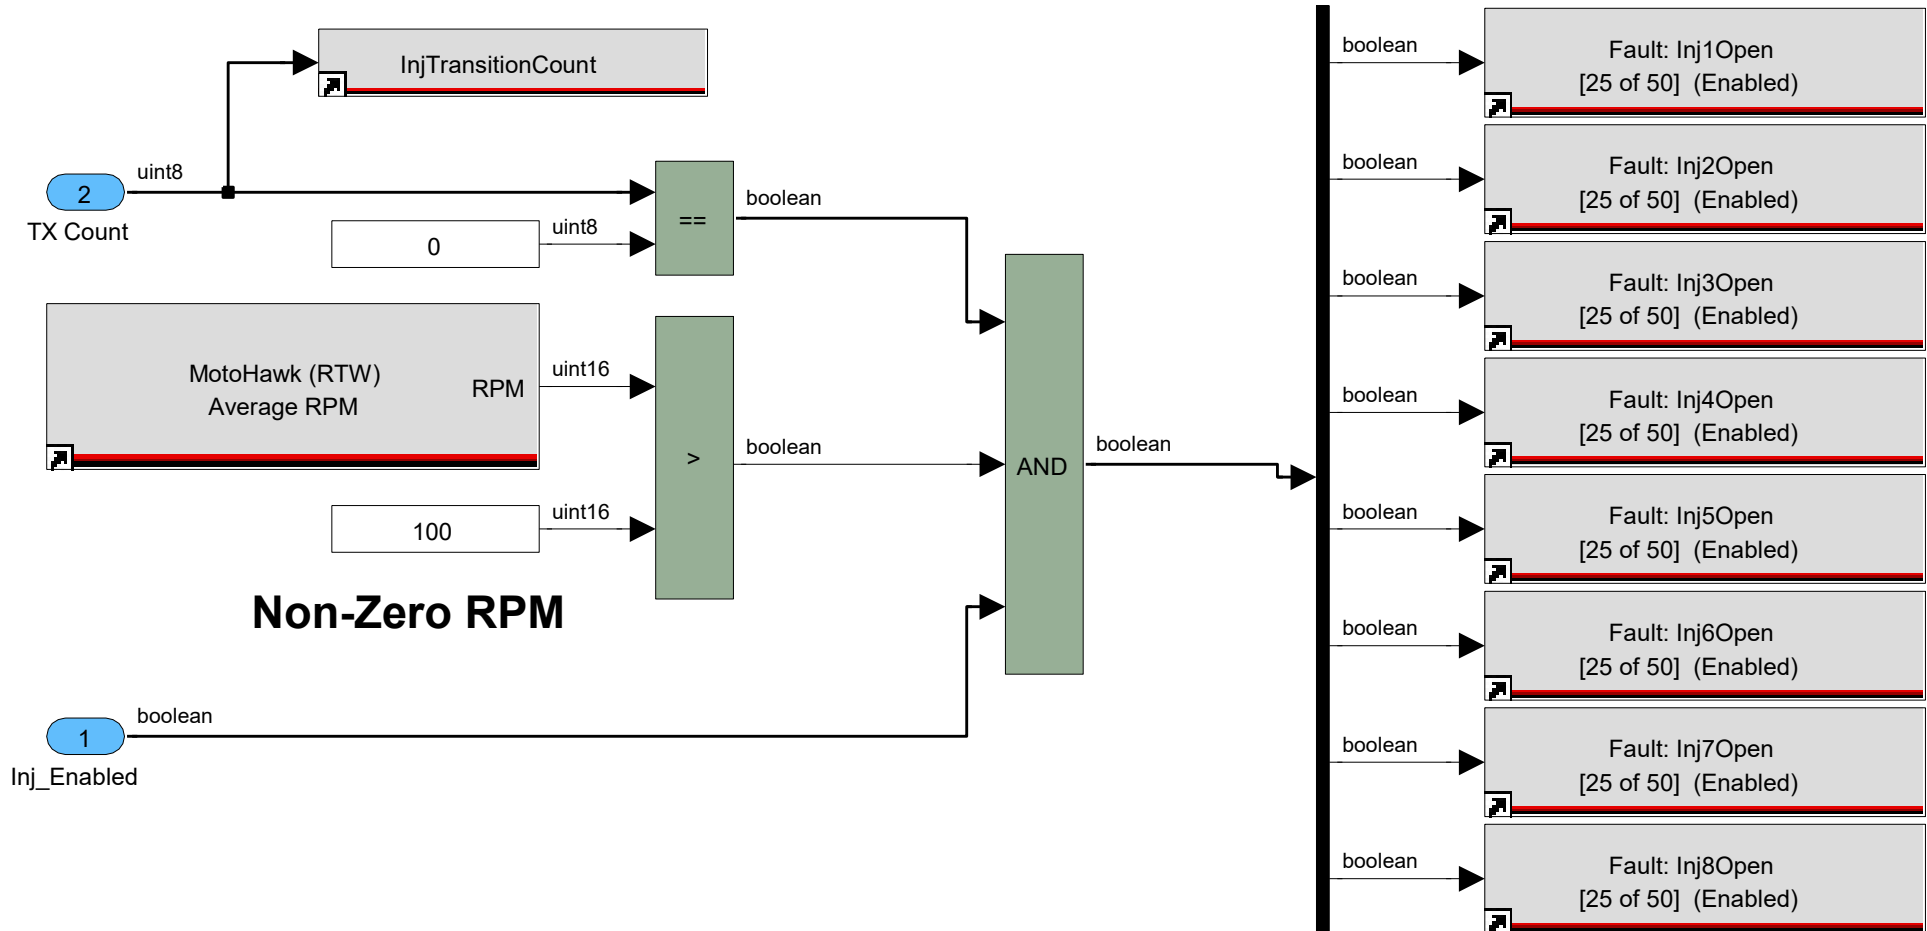 InjTransitionCount
uint8
2
TX Count
0
uint8
==
boolean
MotoHawk (RTW)
Average RPM
RPM
uint16
100
uint16
>
boolean
Non-Zero RPM
boolean
1
Inj_Enabled
AND
boolean
boolean
Fault: Inj1Open
[25 of 50]  (Enabled)
boolean
Fault: Inj2Open
[25 of 50]  (Enabled)
boolean
Fault: Inj3Open
[25 of 50]  (Enabled)
boolean
Fault: Inj4Open
[25 of 50]  (Enabled)
boolean
Fault: Inj5Open
[25 of 50]  (Enabled)
boolean
Fault: Inj6Open
[25 of 50]  (Enabled)
boolean
Fault: Inj7Open
[25 of 50]  (Enabled)
boolean
Fault: Inj8Open
[25 of 50]  (Enabled)